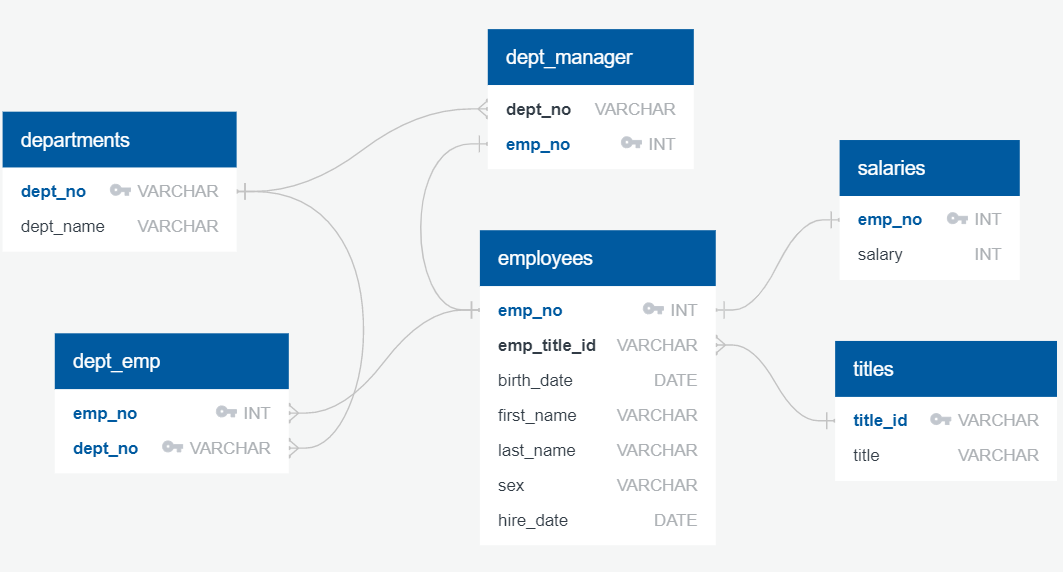 departments
dept_no VARCHAR
dept_name VARCHAR
dept_manager
dept_no VARCHAR
emp_no INT
dept_emp
emp_no INT
dept_no VARCHAR
employees
emp_no INT
emp_title_id VARCHAR
birth_date DATE
first_name VARCHAR
last_name VARCHAR
sex VARCHAR
hire_date DATE
salaries
emp_no INT
salary INT
titles
title_id VARCHAR
title VARCHAR